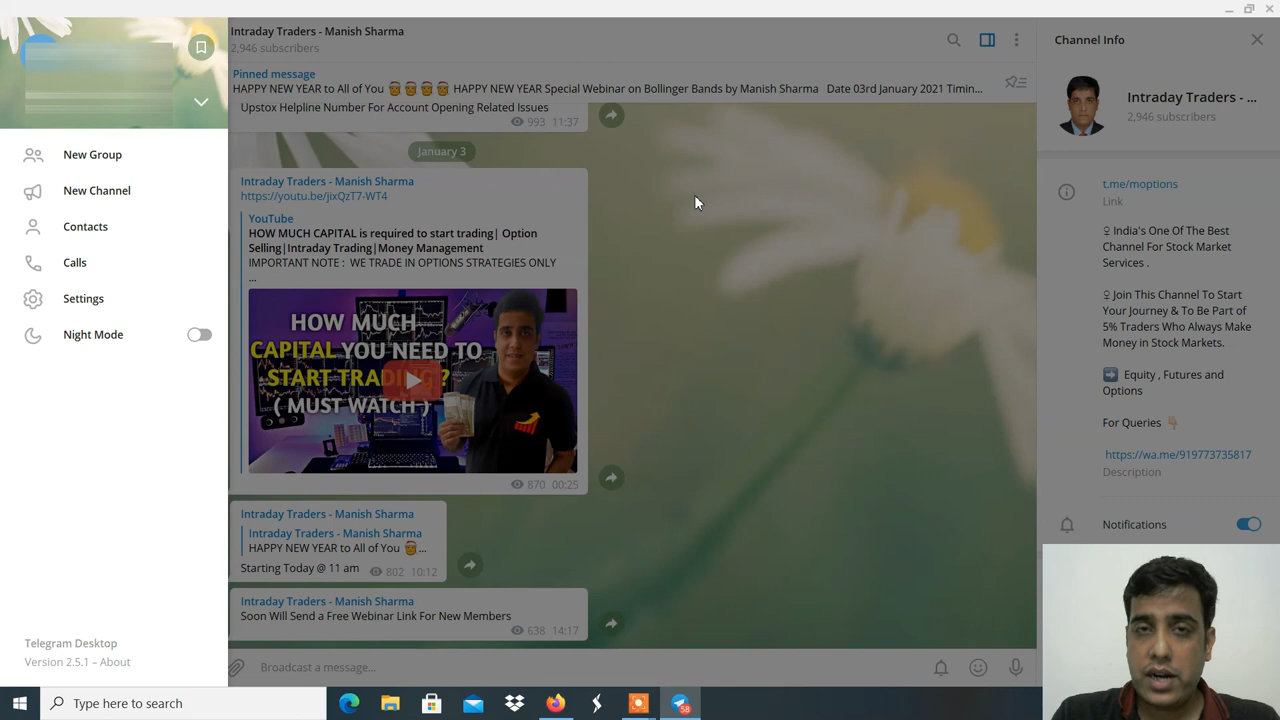 New Group
New Channel
Contacts
Calls
Settings
Night Mode
Telegram Desktop
Version 2.5.1 – About
Intraday Traders - Manish Sharma
2,946 subscribers
Pinned message
HAPPY NEW YEAR to All of You 🎅🎅🎅🎅 HAPPY NEW YEAR Special Webinar on Bollinger Bands by Manish Sharma Date 03rd January 2021 Timin...
Upstox Helpline Number For Account Opening Related Issues
993 11:37
January 3
Intraday Traders - Manish Sharma
https://youtu.be/jixQzT7-WT4
YouTube
HOW MUCH CAPITAL is required to start trading| Option
Selling|Intraday Trading|Money Management
IMPORTANT NOTE : WE TRADE IN OPTIONS STRATEGIES ONLY
...
HOW MUCH
CAPITAL YOU NEED TO
START TRADING ?
( MUST WATCH )
870 00:25
Intraday Traders - Manish Sharma
Intraday Traders - Manish Sharma
HAPPY NEW YEAR to All of You 🎅...
Starting Today @ 11 am 802 10:12
Intraday Traders - Manish Sharma
Soon Will Send a Free Webinar Link For New Members
638 14:17
Broadcast a message...
Channel Info
Intraday Traders - ...
2,946 subscribers
t.me/moptions
Link
India's One Of The Best
Channel For Stock Market
Services .
Join This Channel To Start
Your Journey & To Be Part of
5% Traders Who Always Make
Money in Stock Markets.
➡️ Equity , Futures and
Options
For Queries 👇🏻
https://wa.me/919773735817
Description
Notifications
Type here to search
58